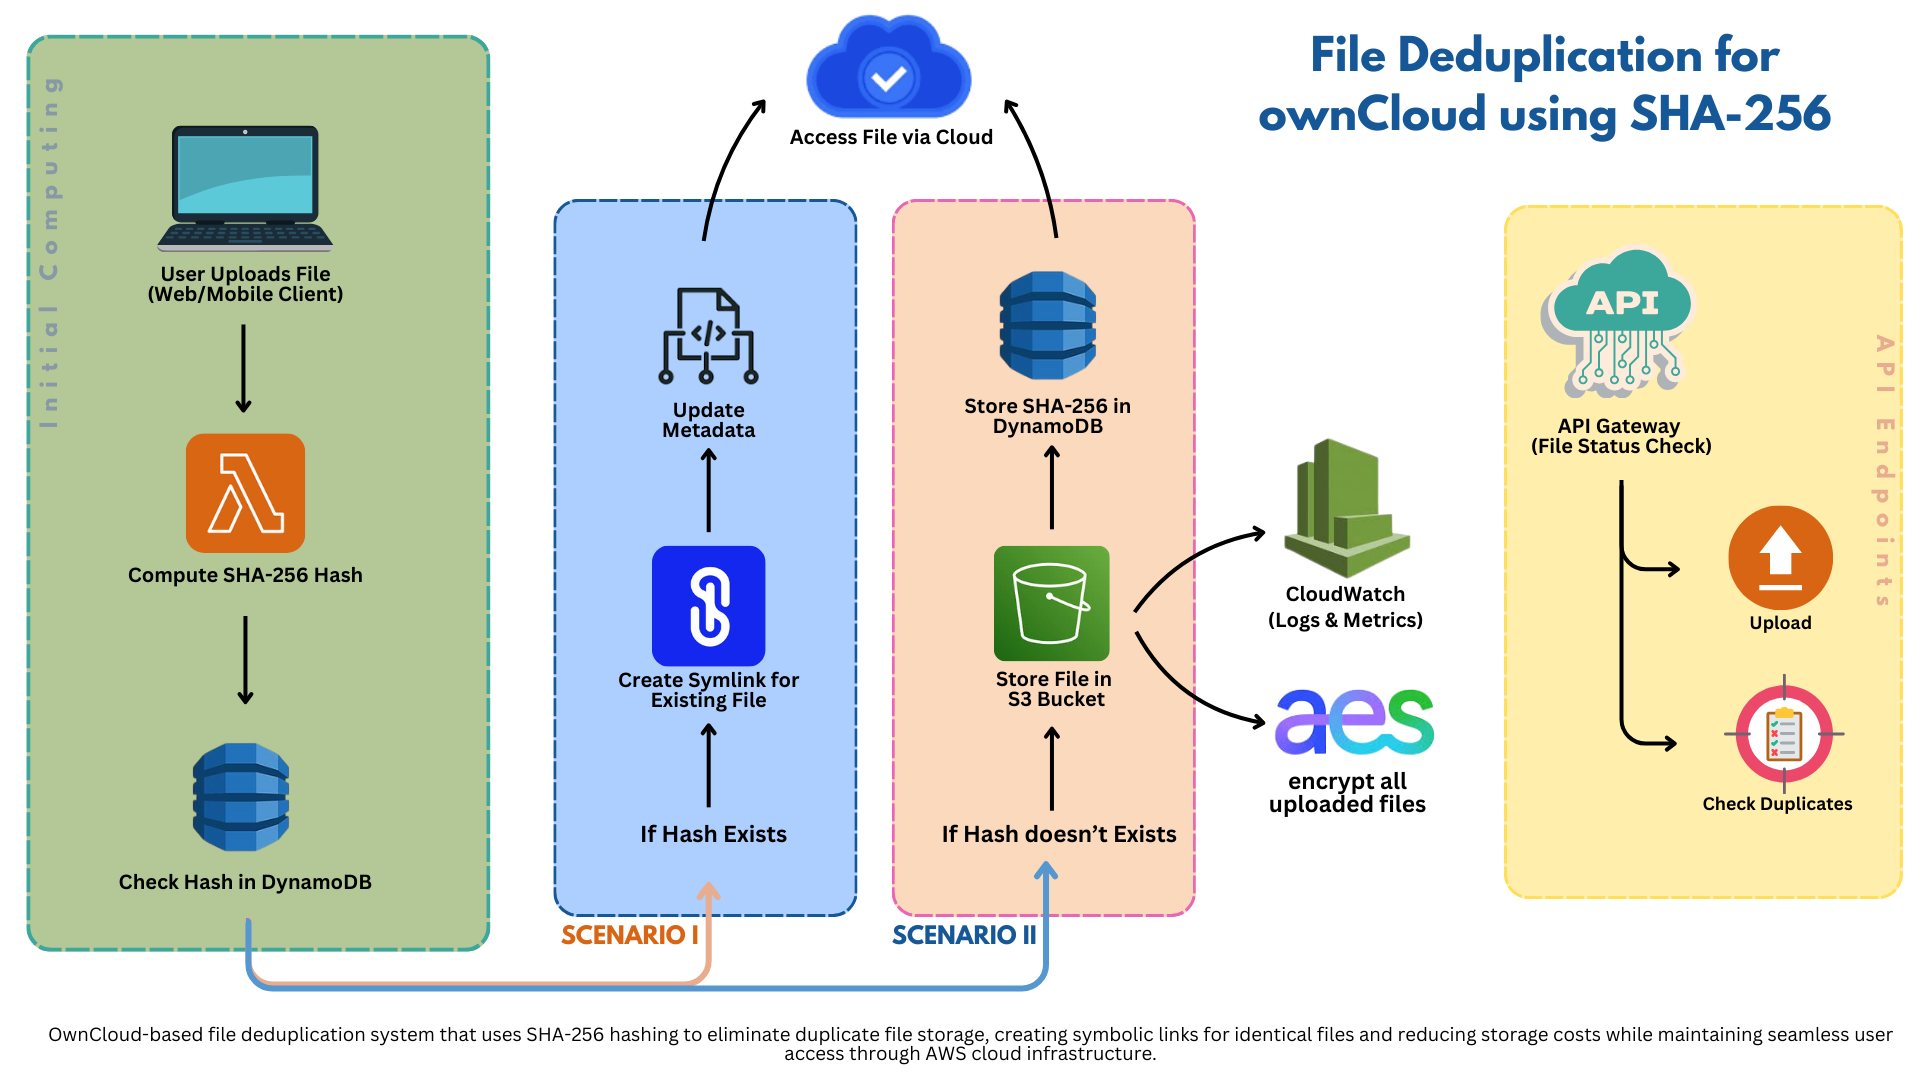 File Deduplication for
ownCloud using SHA-256
Initial Computing
User Uploads File
(Web/Mobile Client)
Compute SHA-256 Hash
Check Hash in DynamoDB
Access File via Cloud
Update
Metadata
Create Symlink for
Existing File
If Hash Exists
SCENARIO I
Store SHA-256 in
DynamoDB
Store File in
S3 Bucket
If Hash doesn't Exists
SCENARIO II
CloudWatch
(Logs & Metrics)
aes
encrypt all
uploaded files
API
API Gateway
(File Status Check)
API Endpoints
Upload
Check Duplicates
OwnCloud-based file deduplication system that uses SHA-256 hashing to eliminate duplicate file storage, creating symbolic links for identical files and reducing storage costs while maintaining seamless user
access through AWS cloud infrastructure.